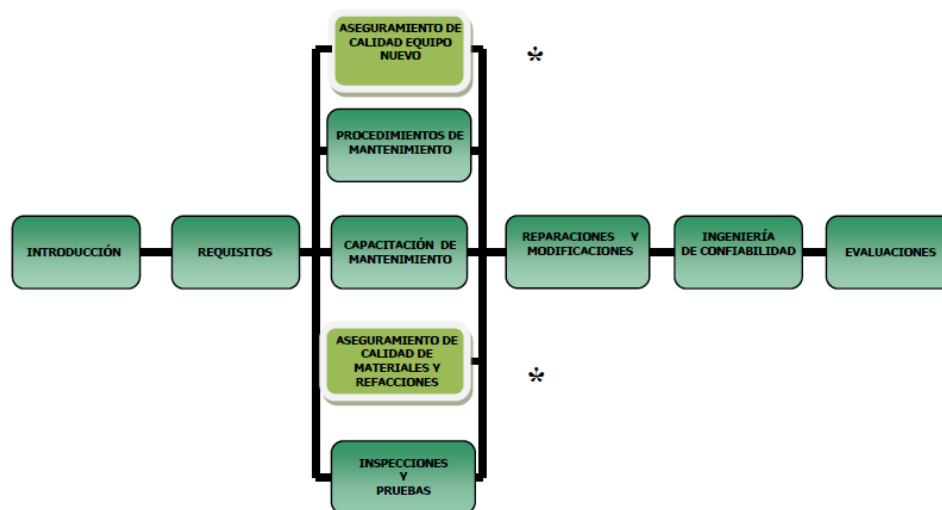 ASEGURAMIENTO DE
CALIDAD EQUIPO
NUEVO
*
PROCEDIMIENTOS DE
MANTENIMIENTO
INTRODUCCIÓN
REQUISITOS
CAPACITACIÓN DE
MANTENIMIENTO
REPARACIONES Y
MODIFICACIONES
INGENIERÍA
DE CONFIABILIDAD
EVALUACIONES
ASEGURAMIENTO DE
CALIDAD DE
MATERIALES Y
REFACCIONES
*
INSPECCIONES
Y
PRUEBAS